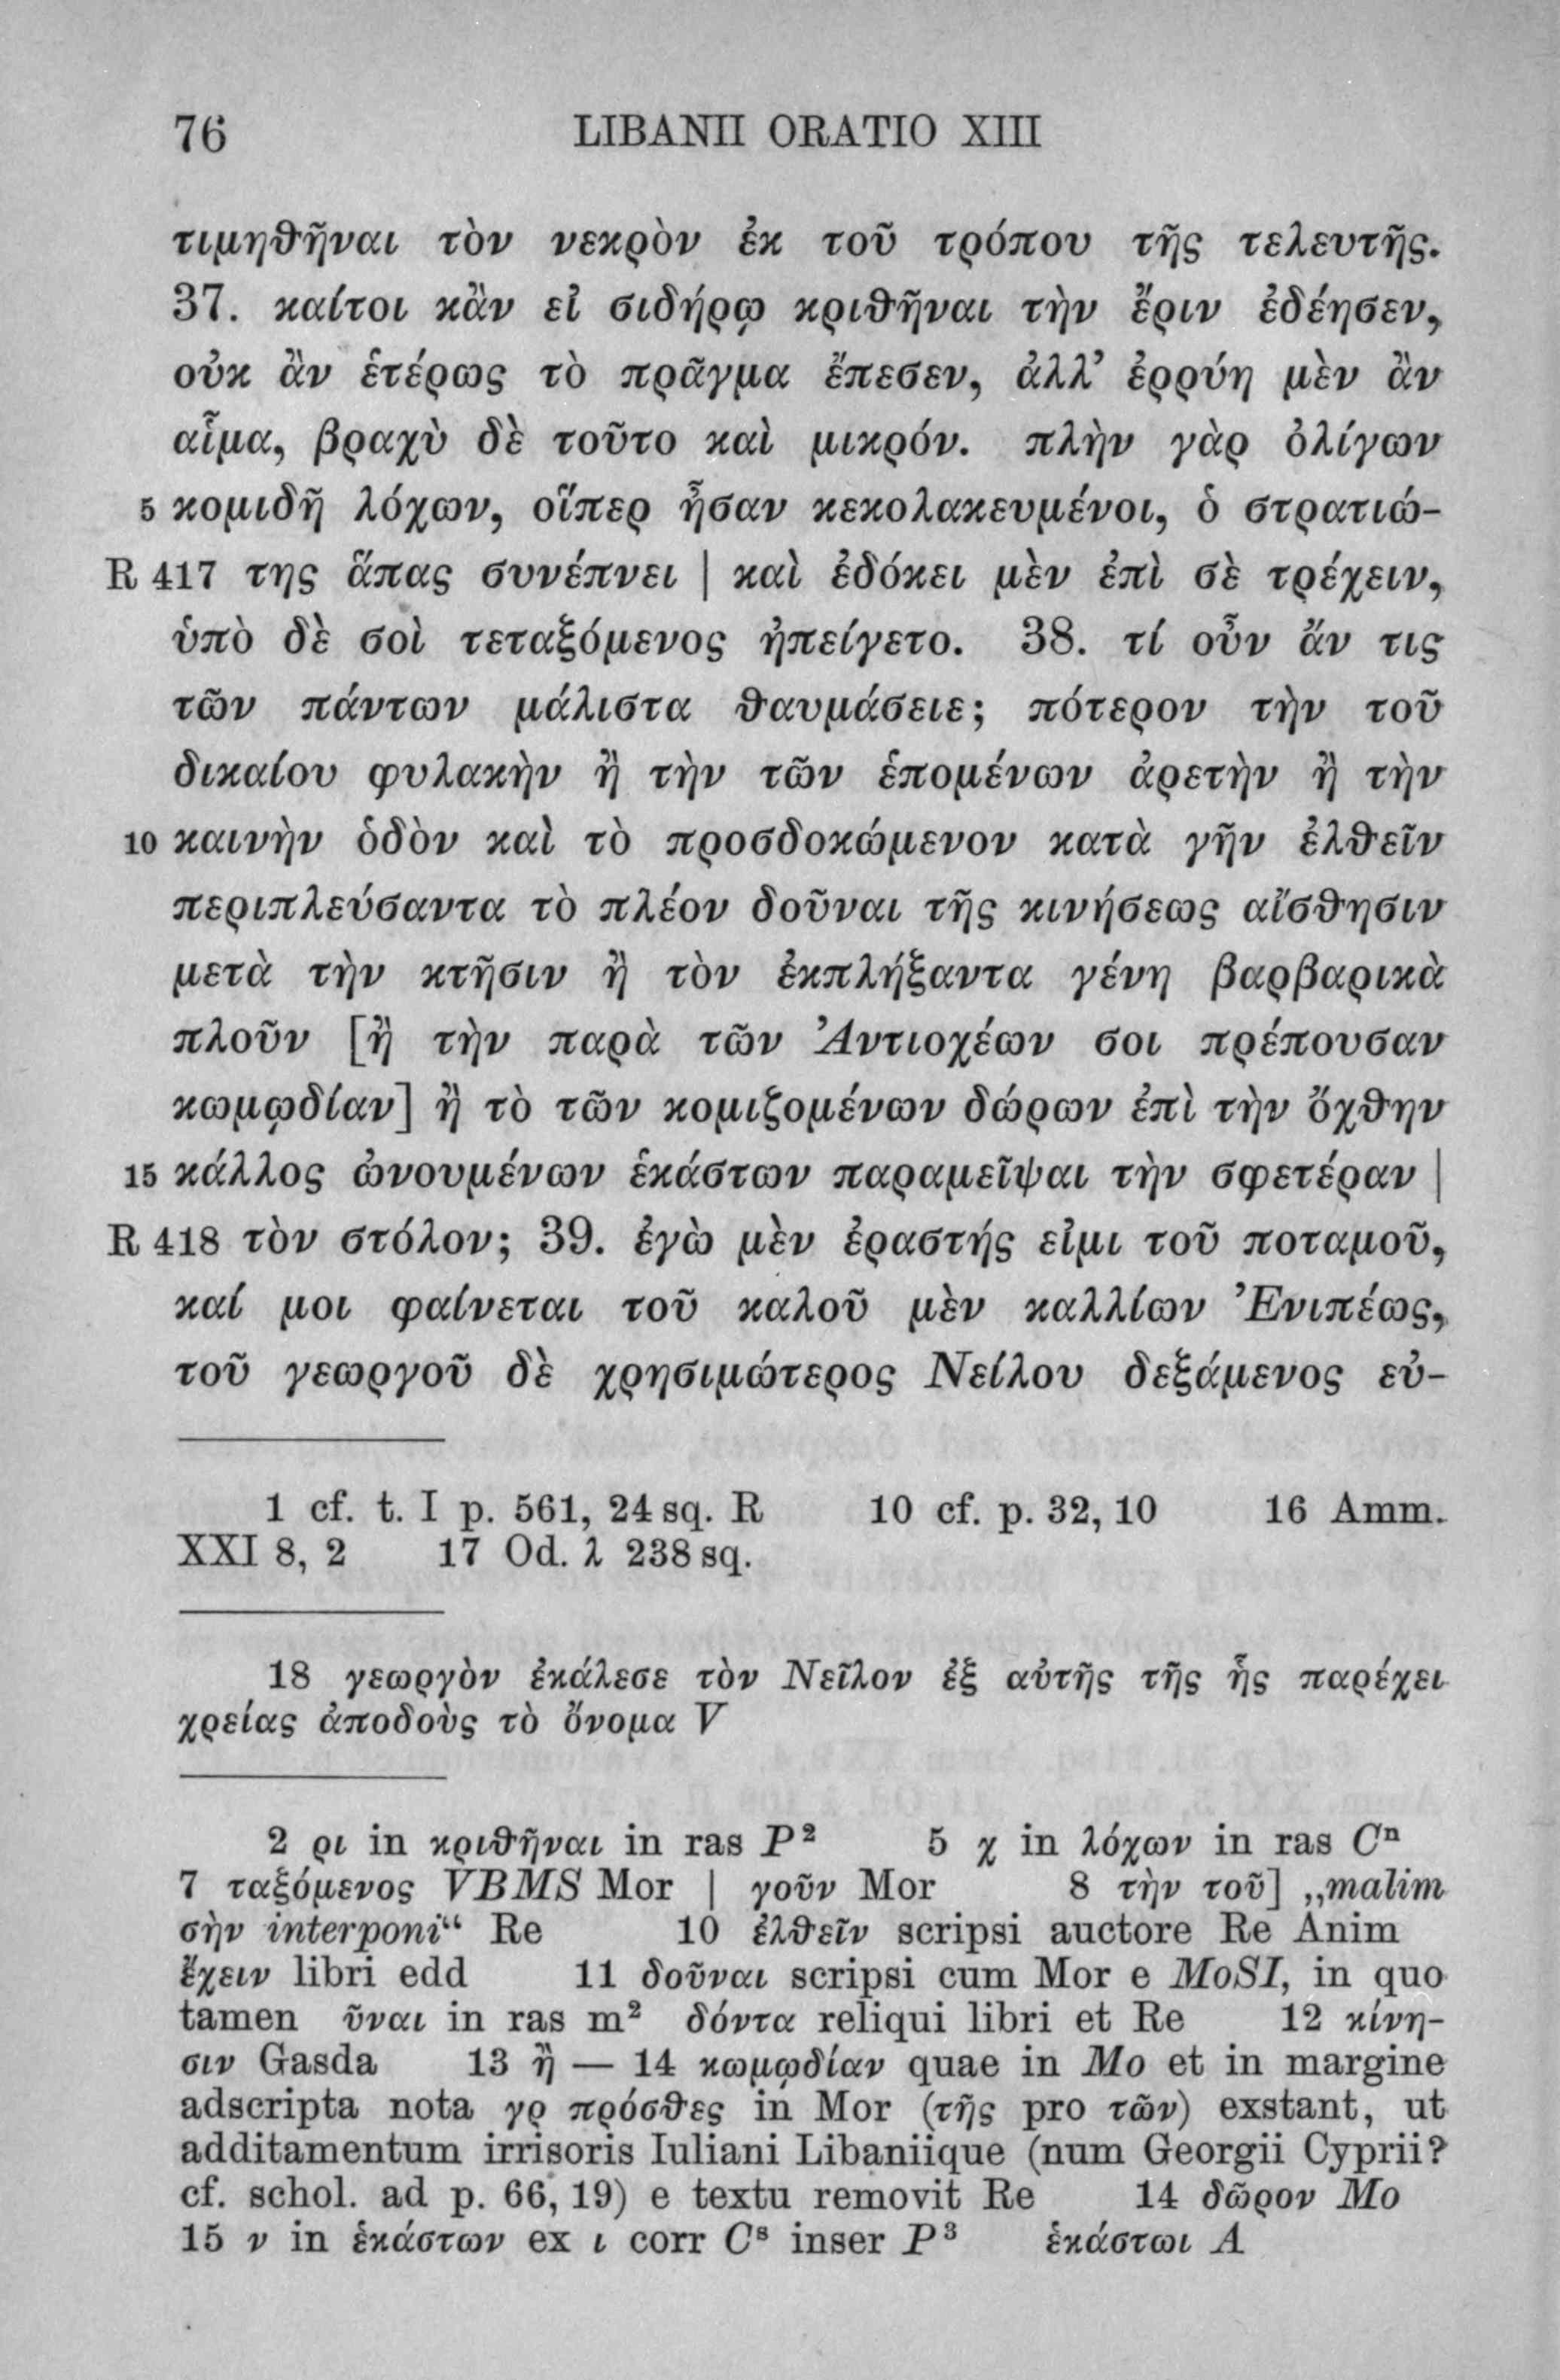 76 LIBANII ORATIO XIII
τιμηθῆναι τὸν νεκρὸν ἐκ τοῦ τρόπου τῆς τελευτῆς.
37. καίτοι κἂν εἰ σιδήρῳ κριθῆναι τὴν ἔριν ἐδέησεν,
οὐκ ἂν ἑτέρως τὸ πρᾶγμα ἔπεσεν, ἀλλ’ ἐρρύη μὲν ἂν
αἷμα, βραχὺ δὲ τοῦτο καὶ μικρόν. πλὴν γὰρ ὀλίγων
5 κομιδῇ λόχων, οἵπερ ἦσαν κεκολακευμένοι, ὁ στρατιώ-
R 417 της ἅπας συνέπνει | καὶ ἐδόκει μὲν ἐπὶ σὲ τρέχειν,
ὑπὸ δὲ σοὶ τεταξόμενος ἠπείγετο. 38. τί οὖν ἄν τις
τῶν πάντων μάλιστα θαυμάσειε; πότερον τὴν τοῦ
δικαίου φυλακὴν ἢ τὴν τῶν ἑπομένων ἀρετὴν ἢ τὴν
10 καινὴν ὁδὸν καὶ τὸ προσδοκώμενον κατὰ γῆν ἐλθεῖν
περιπλεύσαντα τὸ πλέον δοῦναι τῆς κινήσεως αἴσθησιν
μετὰ τὴν κτῆσιν ἢ τὸν ἐκπλήξαντα γένη βαρβαρικὰ
πλοῦν [ἢ τὴν παρὰ τῶν Ἀντιοχέων σοι πρέπουσαν
κωμῳδίαν] ἢ τὸ τῶν κομιζομένων δώρων ἐπὶ τὴν ὄχθην
15 κάλλος ὠνουμένων ἑκάστων παραμεῖψαι τὴν σφετέραν |
R 418 τὸν στόλον; 39. ἐγὼ μὲν ἐραστής εἰμι τοῦ ποταμοῦ,
καί μοι φαίνεται τοῦ καλοῦ μὲν καλλίων Ἐνιπέως,
τοῦ γεωργοῦ δὲ χρησιμώτερος Νείλου δεξάμενος εὐ-
1 cf. t. I p. 561, 24 sq. R 10 cf. p. 32, 10 16 Amm.
XXI 8, 2 17 Od. λ 238 sq.
18 γεωργὸν ἐκάλεσε τὸν Νεῖλον ἐξ αὐτῆς τῆς ἧς παρέχει
χρείας ἀποδοὺς τὸ ὄνομα V
2 ρι in κριθῆναι in ras P² 5 χ in λόχων in ras Cⁿ
7 ταξόμενος VBMS Mor | γοῦν Mor 8 τὴν τοῦ] „malim
σὴν interponi“ Re 10 ἐλθεῖν scripsi auctore Re Anim
ἔχειν libri edd 11 δοῦναι scripsi cum Mor e MoSI, in quo
tamen ῦναι in ras m² δόντα reliqui libri et Re 12 κίνη-
σιν Gasda 13 ἢ — 14 κωμῳδίαν quae in Mo et in margine
adscripta nota γρ πρόσθες in Mor (τῆς pro τῶν) exstant, ut
additamentum irrisoris Iuliani Libaniique (num Georgii Cyprii?
cf. schol. ad p. 66, 19) e textu removit Re 14 δῶρον Mo
15 ν in ἑκάστων ex ι corr Cˢ inser P³ ἑκάστωι A